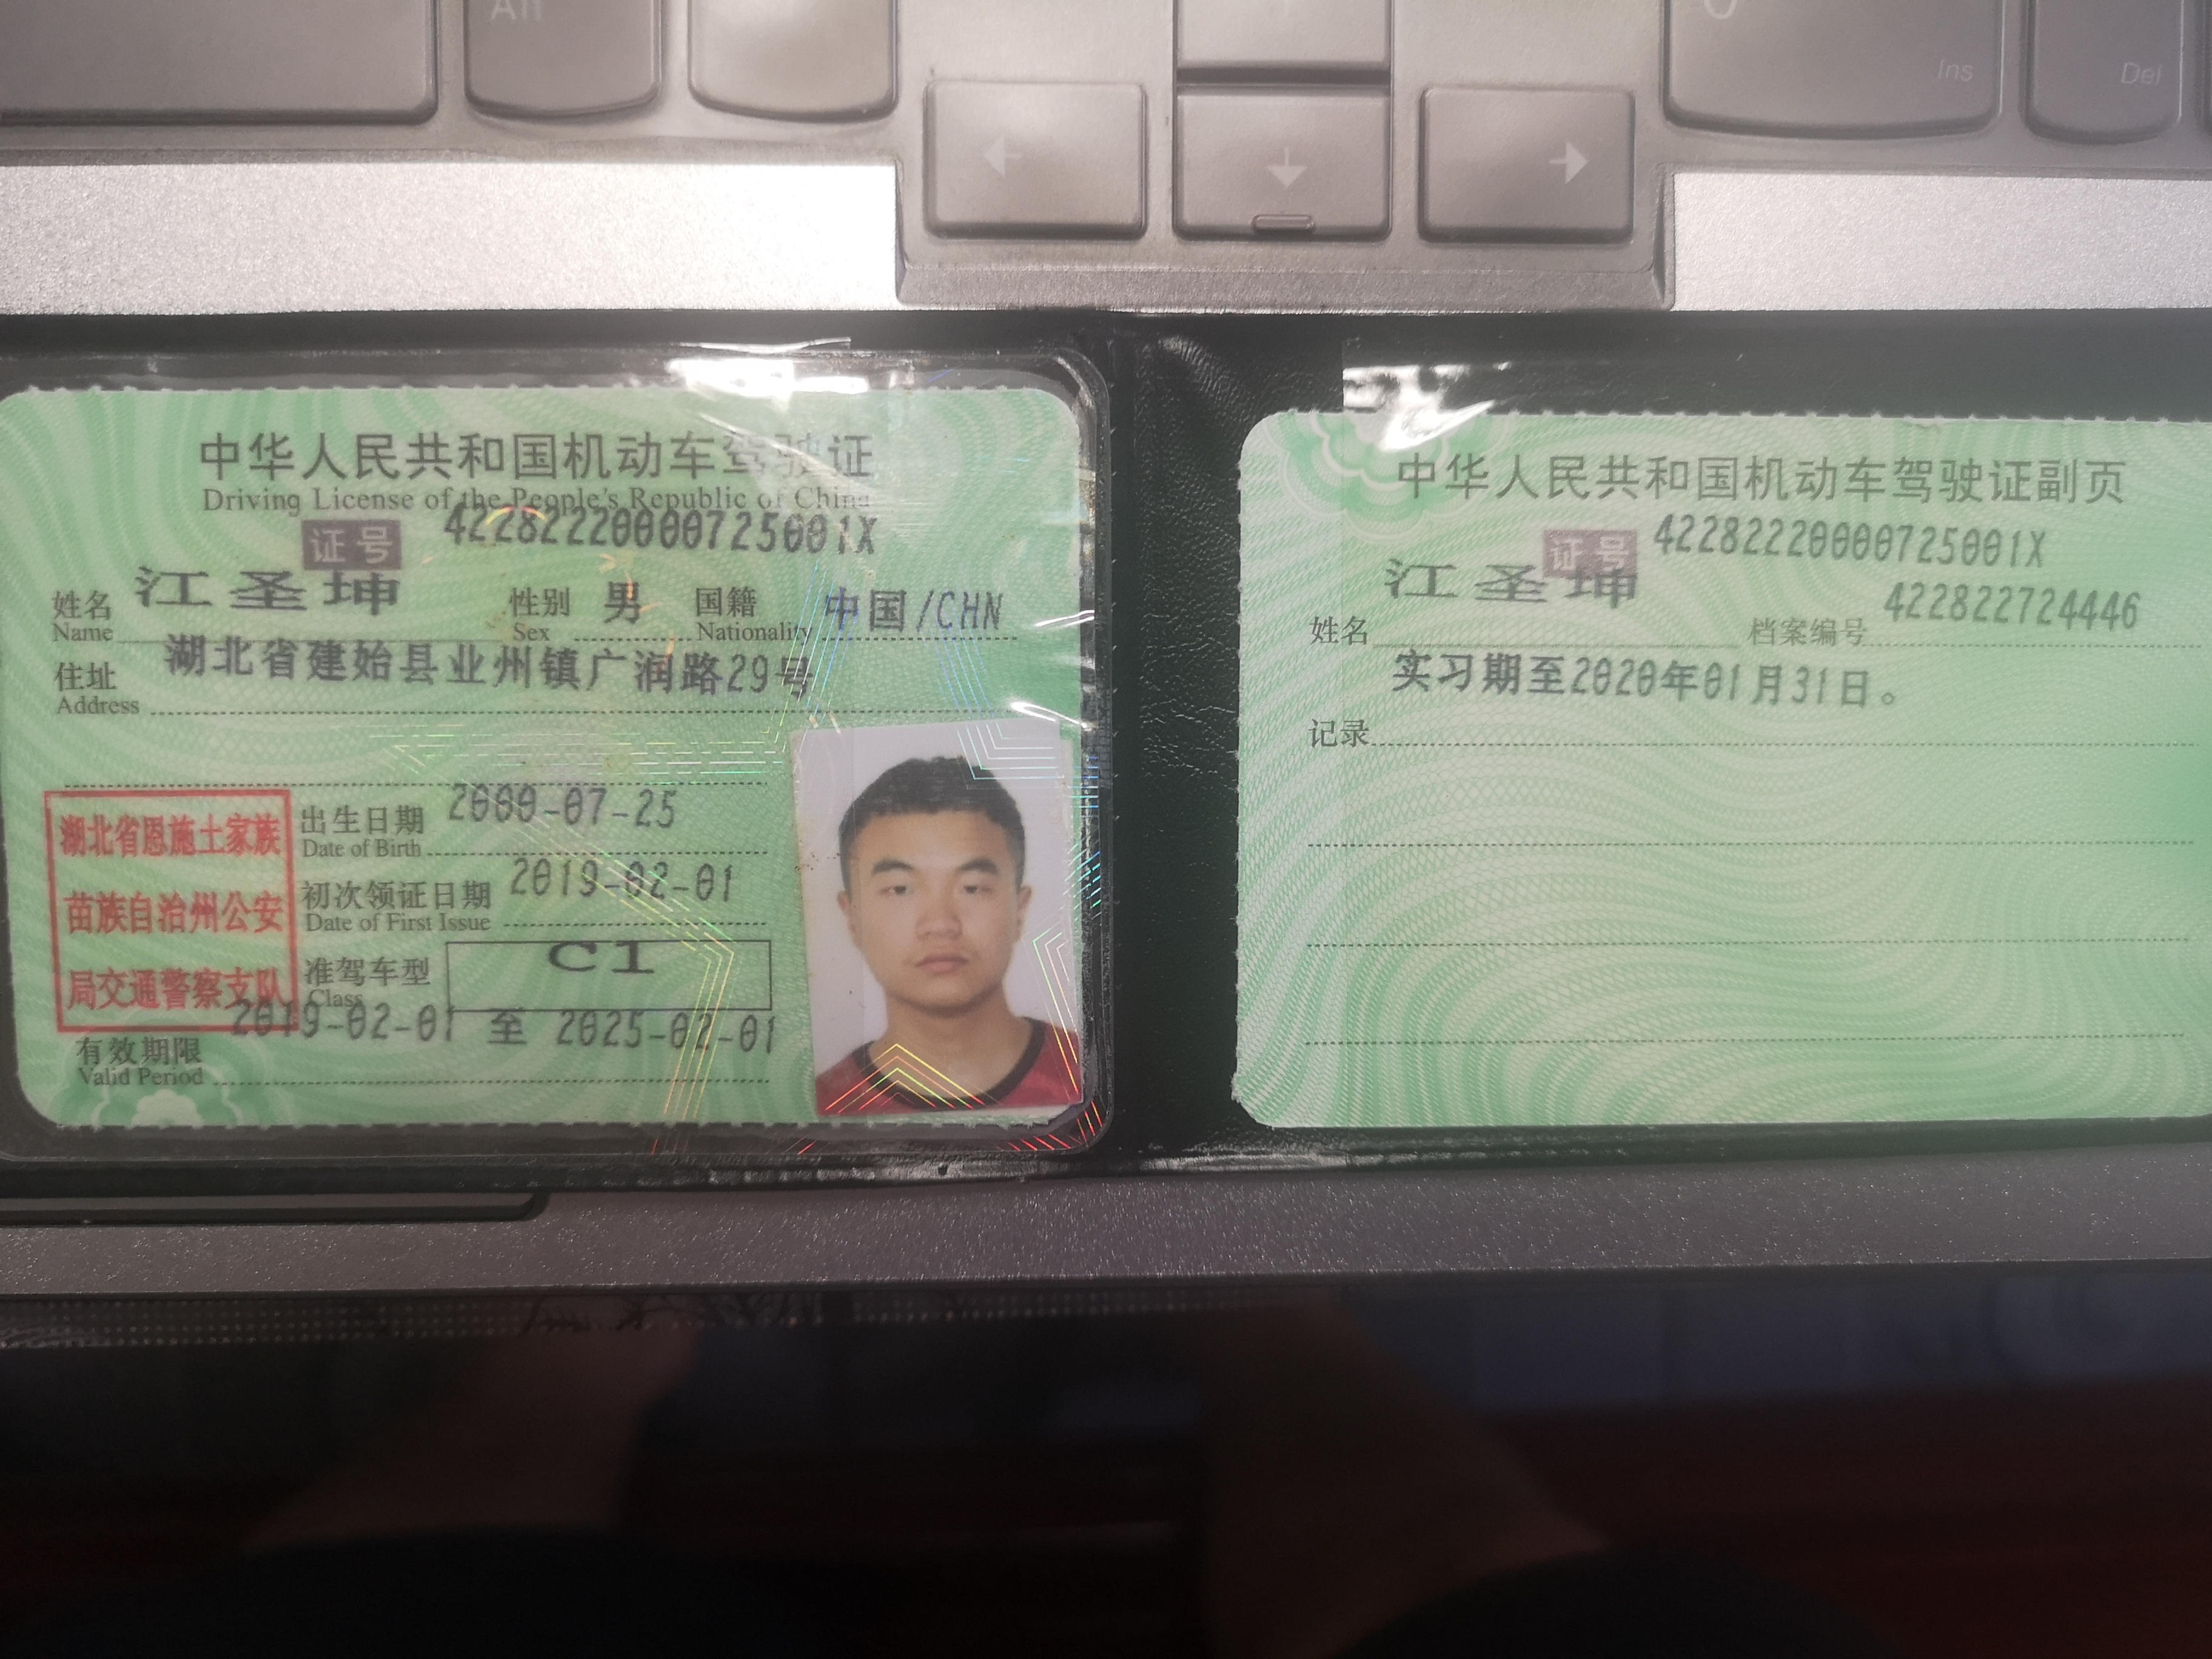 Alt
Ins
Del
中华人民共和国机动车驾驶证
Driving License of the People's Republic of China
证号 42282220000725001X
姓名 江圣坤 性别 男 国籍 中国/CHN
Name Sex Nationality
住址 湖北省建始县业州镇广润路29号
Address
出生日期 2000-07-25
Date of Birth
初次领证日期 2019-02-01
Date of First Issue
准驾车型 C1
Class
湖北省恩施土家族
苗族自治州公安
局交通警察支队
有效期限 2019-02-01 至 2025-02-01
Valid Period
中华人民共和国机动车驾驶证副页
证号 42282220000725001X
姓名 江圣坤 档案编号 422822724446
实习期至2020年01月31日。
记录